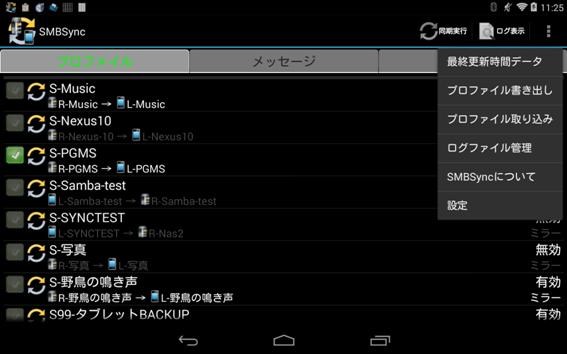 11:25
SMBSync
同期実行
ログ表示
プロファイル
メッセージ
最終更新時間データ
プロファイル書き出し
プロファイル取り込み
ログファイル管理
SMBSyncについて
設定
S-Music
R-Music → L-Music
S-Nexus10
R-Nexus-10 → L-Nexus10
S-PGMS
R-PGMS → L-PGMS
S-Samba-test
L-Samba-test → R-Samba-test
S-SYNCTEST
無効
L-SYNCTEST → R-Nas2
ミラー
S-写真
無効
R-写真 → L-写真
ミラー
S-野鳥の鳴き声
有効
R-野鳥の鳴き声 → L-野鳥の鳴き声
ミラー
S99-タブレットBACKUP
有効